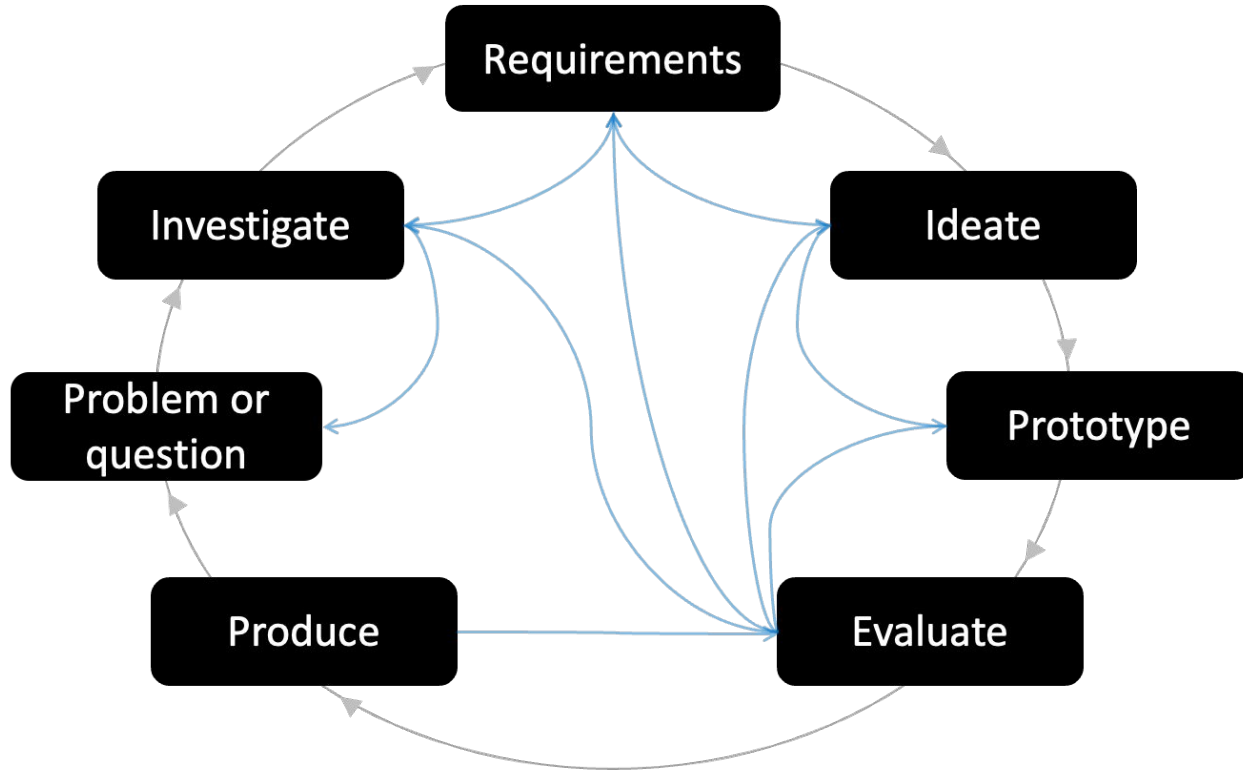 Requirements
Investigate
Ideate
Problem or
question
Prototype
Produce
Evaluate